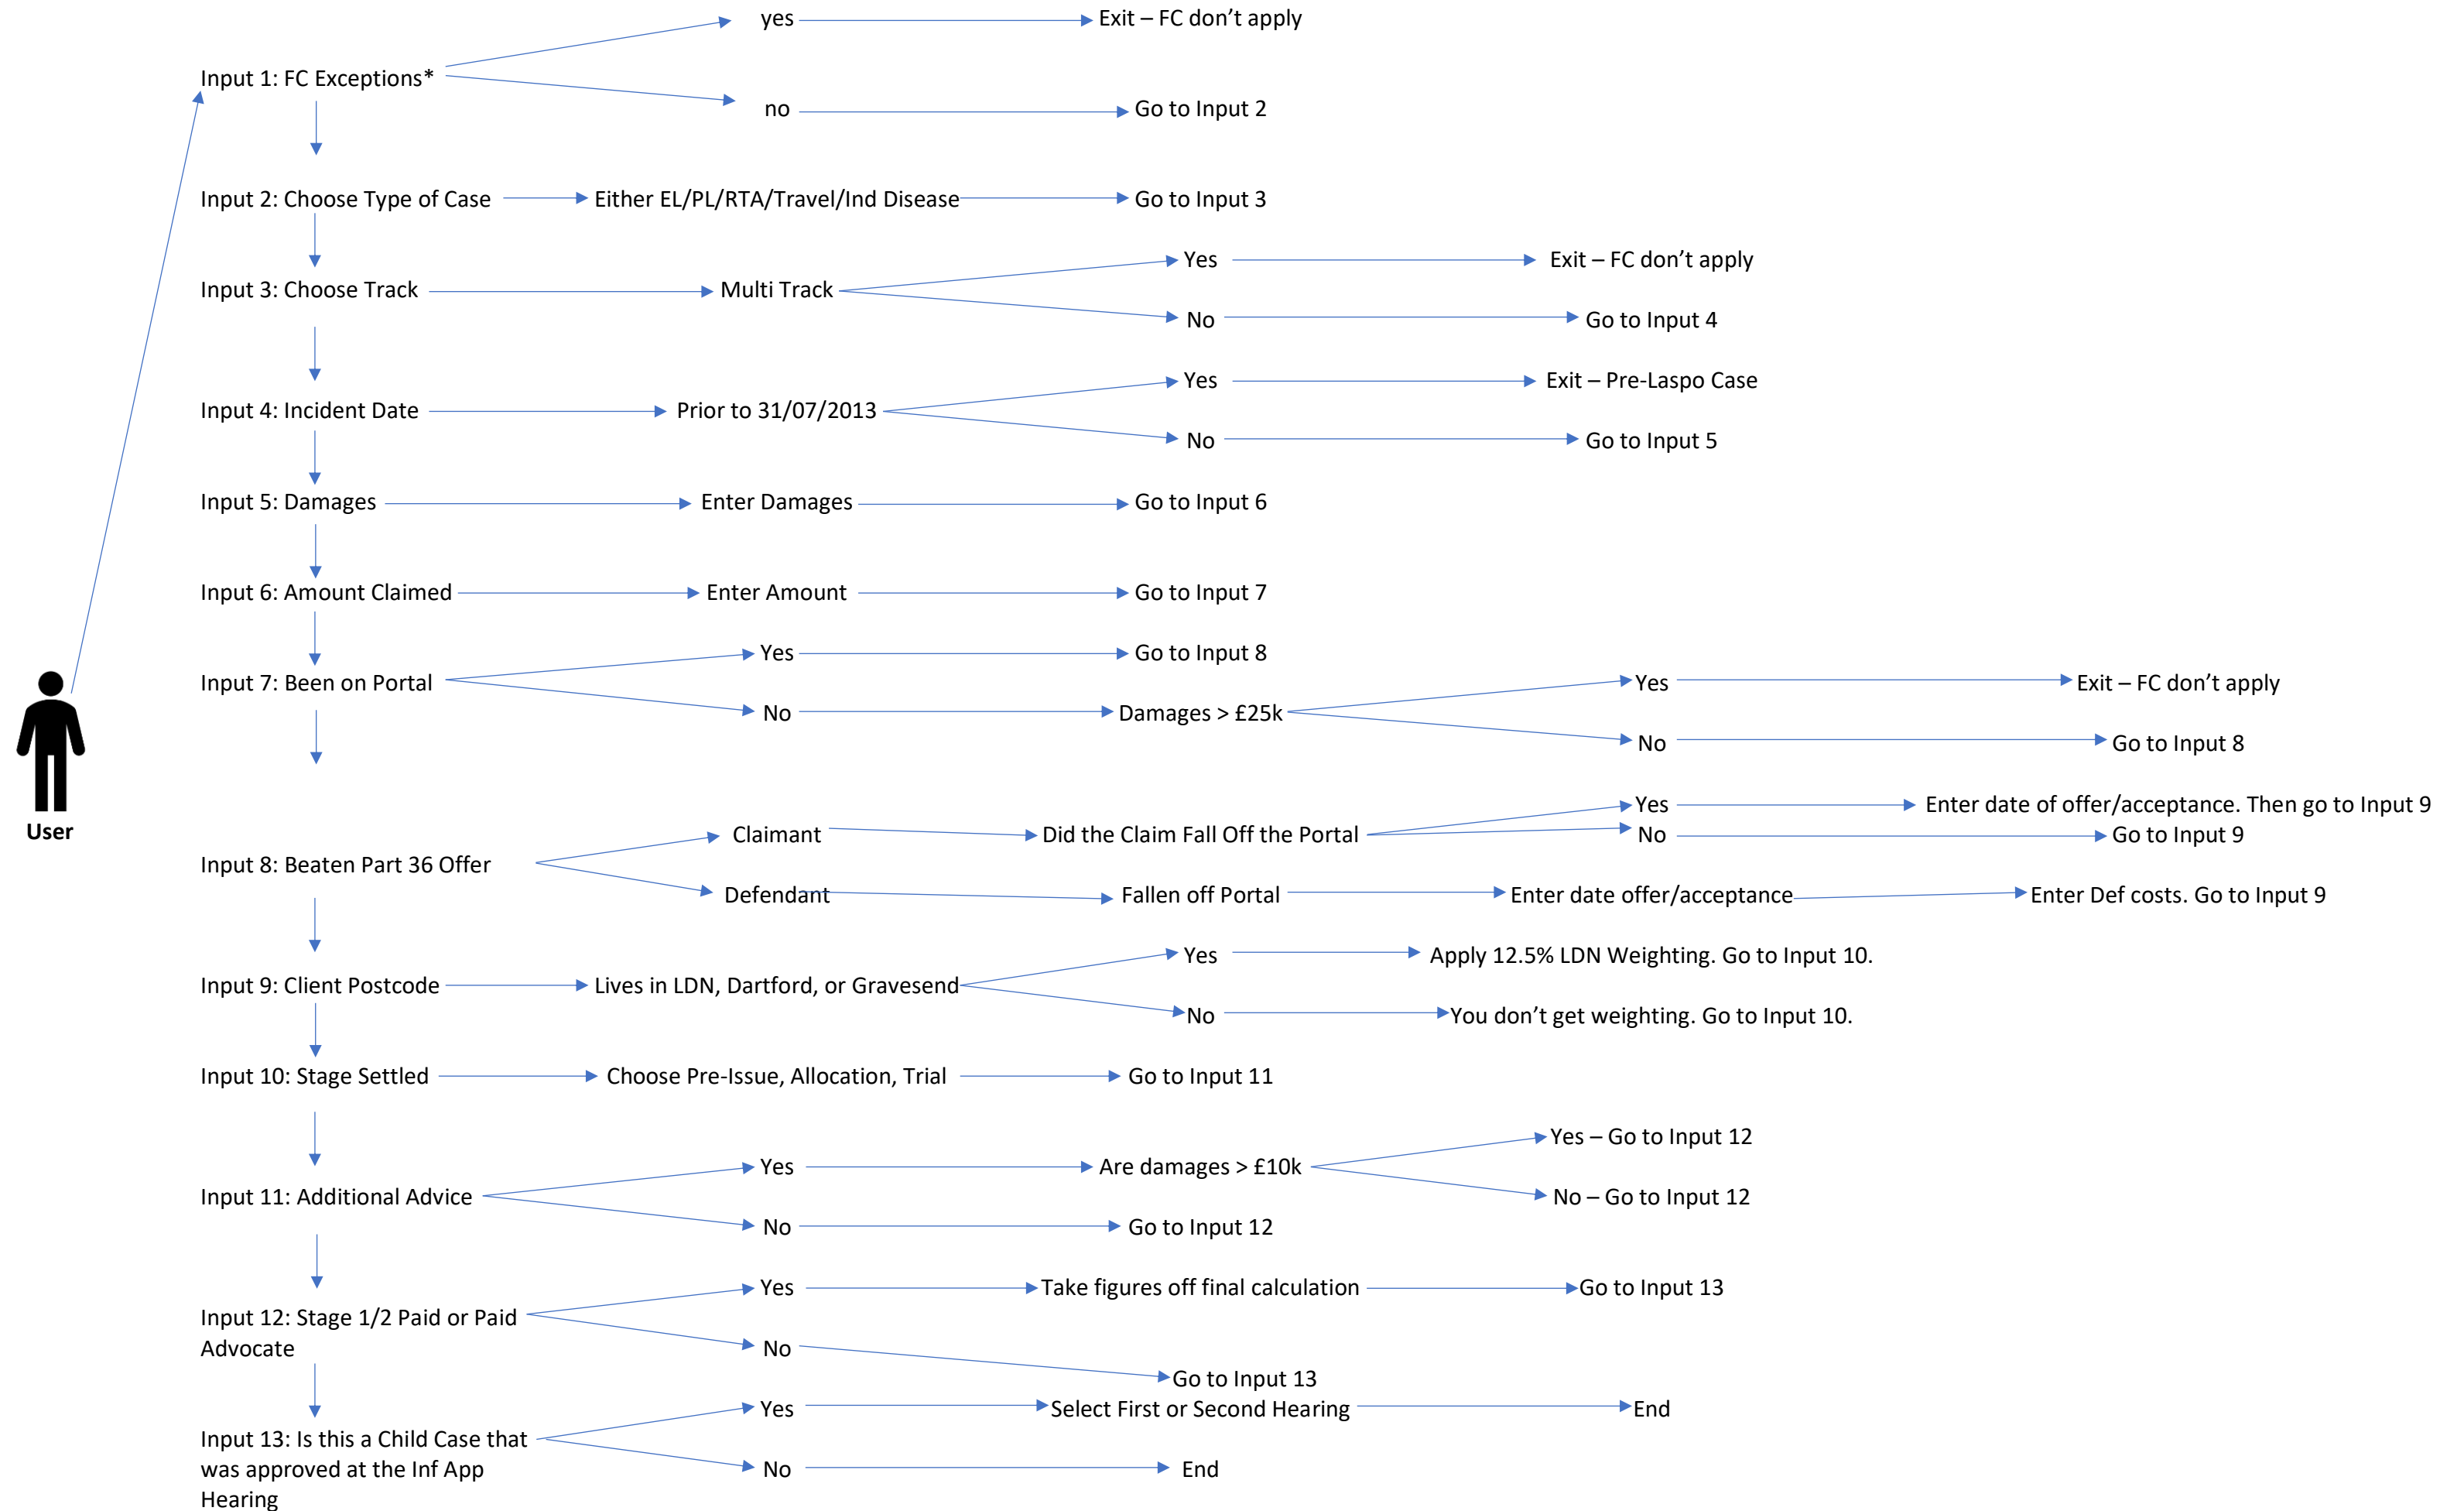 yes
Exit – FC don’t apply
Input 1: FC Exceptions*
no
Go to Input 2
Input 2: Choose Type of Case
Either EL/PL/RTA/Travel/Ind Disease
Go to Input 3
Yes
Exit – FC don’t apply
Input 3: Choose Track
Multi Track
No
Go to Input 4
Yes
Exit – Pre-Laspo Case
Input 4: Incident Date
Prior to 31/07/2013
No
Go to Input 5
Input 5: Damages
Enter Damages
Go to Input 6
Input 6: Amount Claimed
Enter Amount
Go to Input 7
Yes
Go to Input 8
Input 7: Been on Portal
No
Damages > £25k
Yes
Exit – FC don’t apply
No
Go to Input 8
User
Input 8: Beaten Part 36 Offer
Claimant
Did the Claim Fall Off the Portal
Yes
Enter date of offer/acceptance. Then go to Input 9
No
Go to Input 9
Defendant
Fallen off Portal
Enter date offer/acceptance
Enter Def costs. Go to Input 9
Yes
Apply 12.5% LDN Weighting. Go to Input 10.
Input 9: Client Postcode
Lives in LDN, Dartford, or Gravesend
No
You don’t get weighting. Go to Input 10.
Input 10: Stage Settled
Choose Pre-Issue, Allocation, Trial
Go to Input 11
Yes
Are damages > £10k
Yes – Go to Input 12
No – Go to Input 12
Input 11: Additional Advice
No
Go to Input 12
Yes
Take figures off final calculation
Go to Input 13
Input 12: Stage 1/2 Paid or Paid
Advocate
No
Go to Input 13
Yes
Select First or Second Hearing
End
Input 13: Is this a Child Case that
was approved at the Inf App
Hearing
No
End